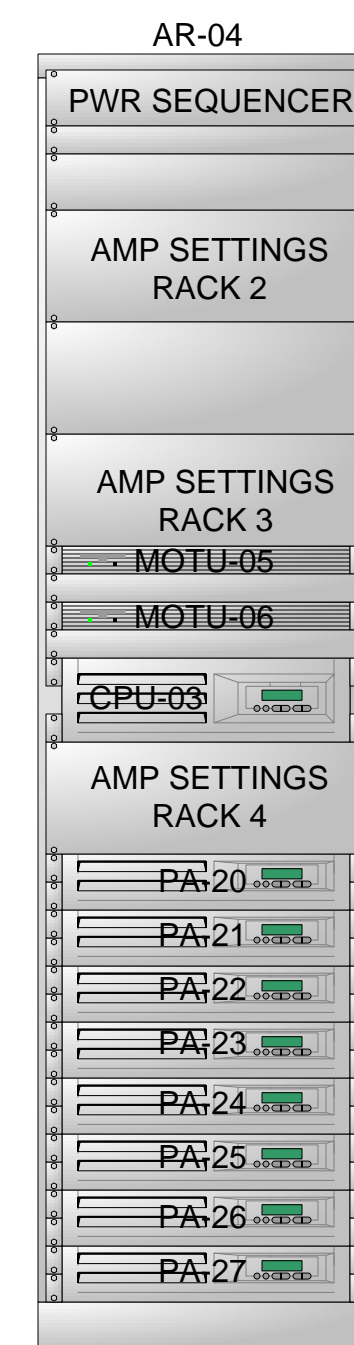 AR-04
PWR SEQUENCER
AMP SETTINGS
RACK 2
AMP SETTINGS
RACK 3
MOTU-05
MOTU-06
CPU-03
AMP SETTINGS
RACK 4
PA-20
PA-21
PA-22
PA-23
PA-24
PA-25
PA-26
PA-27